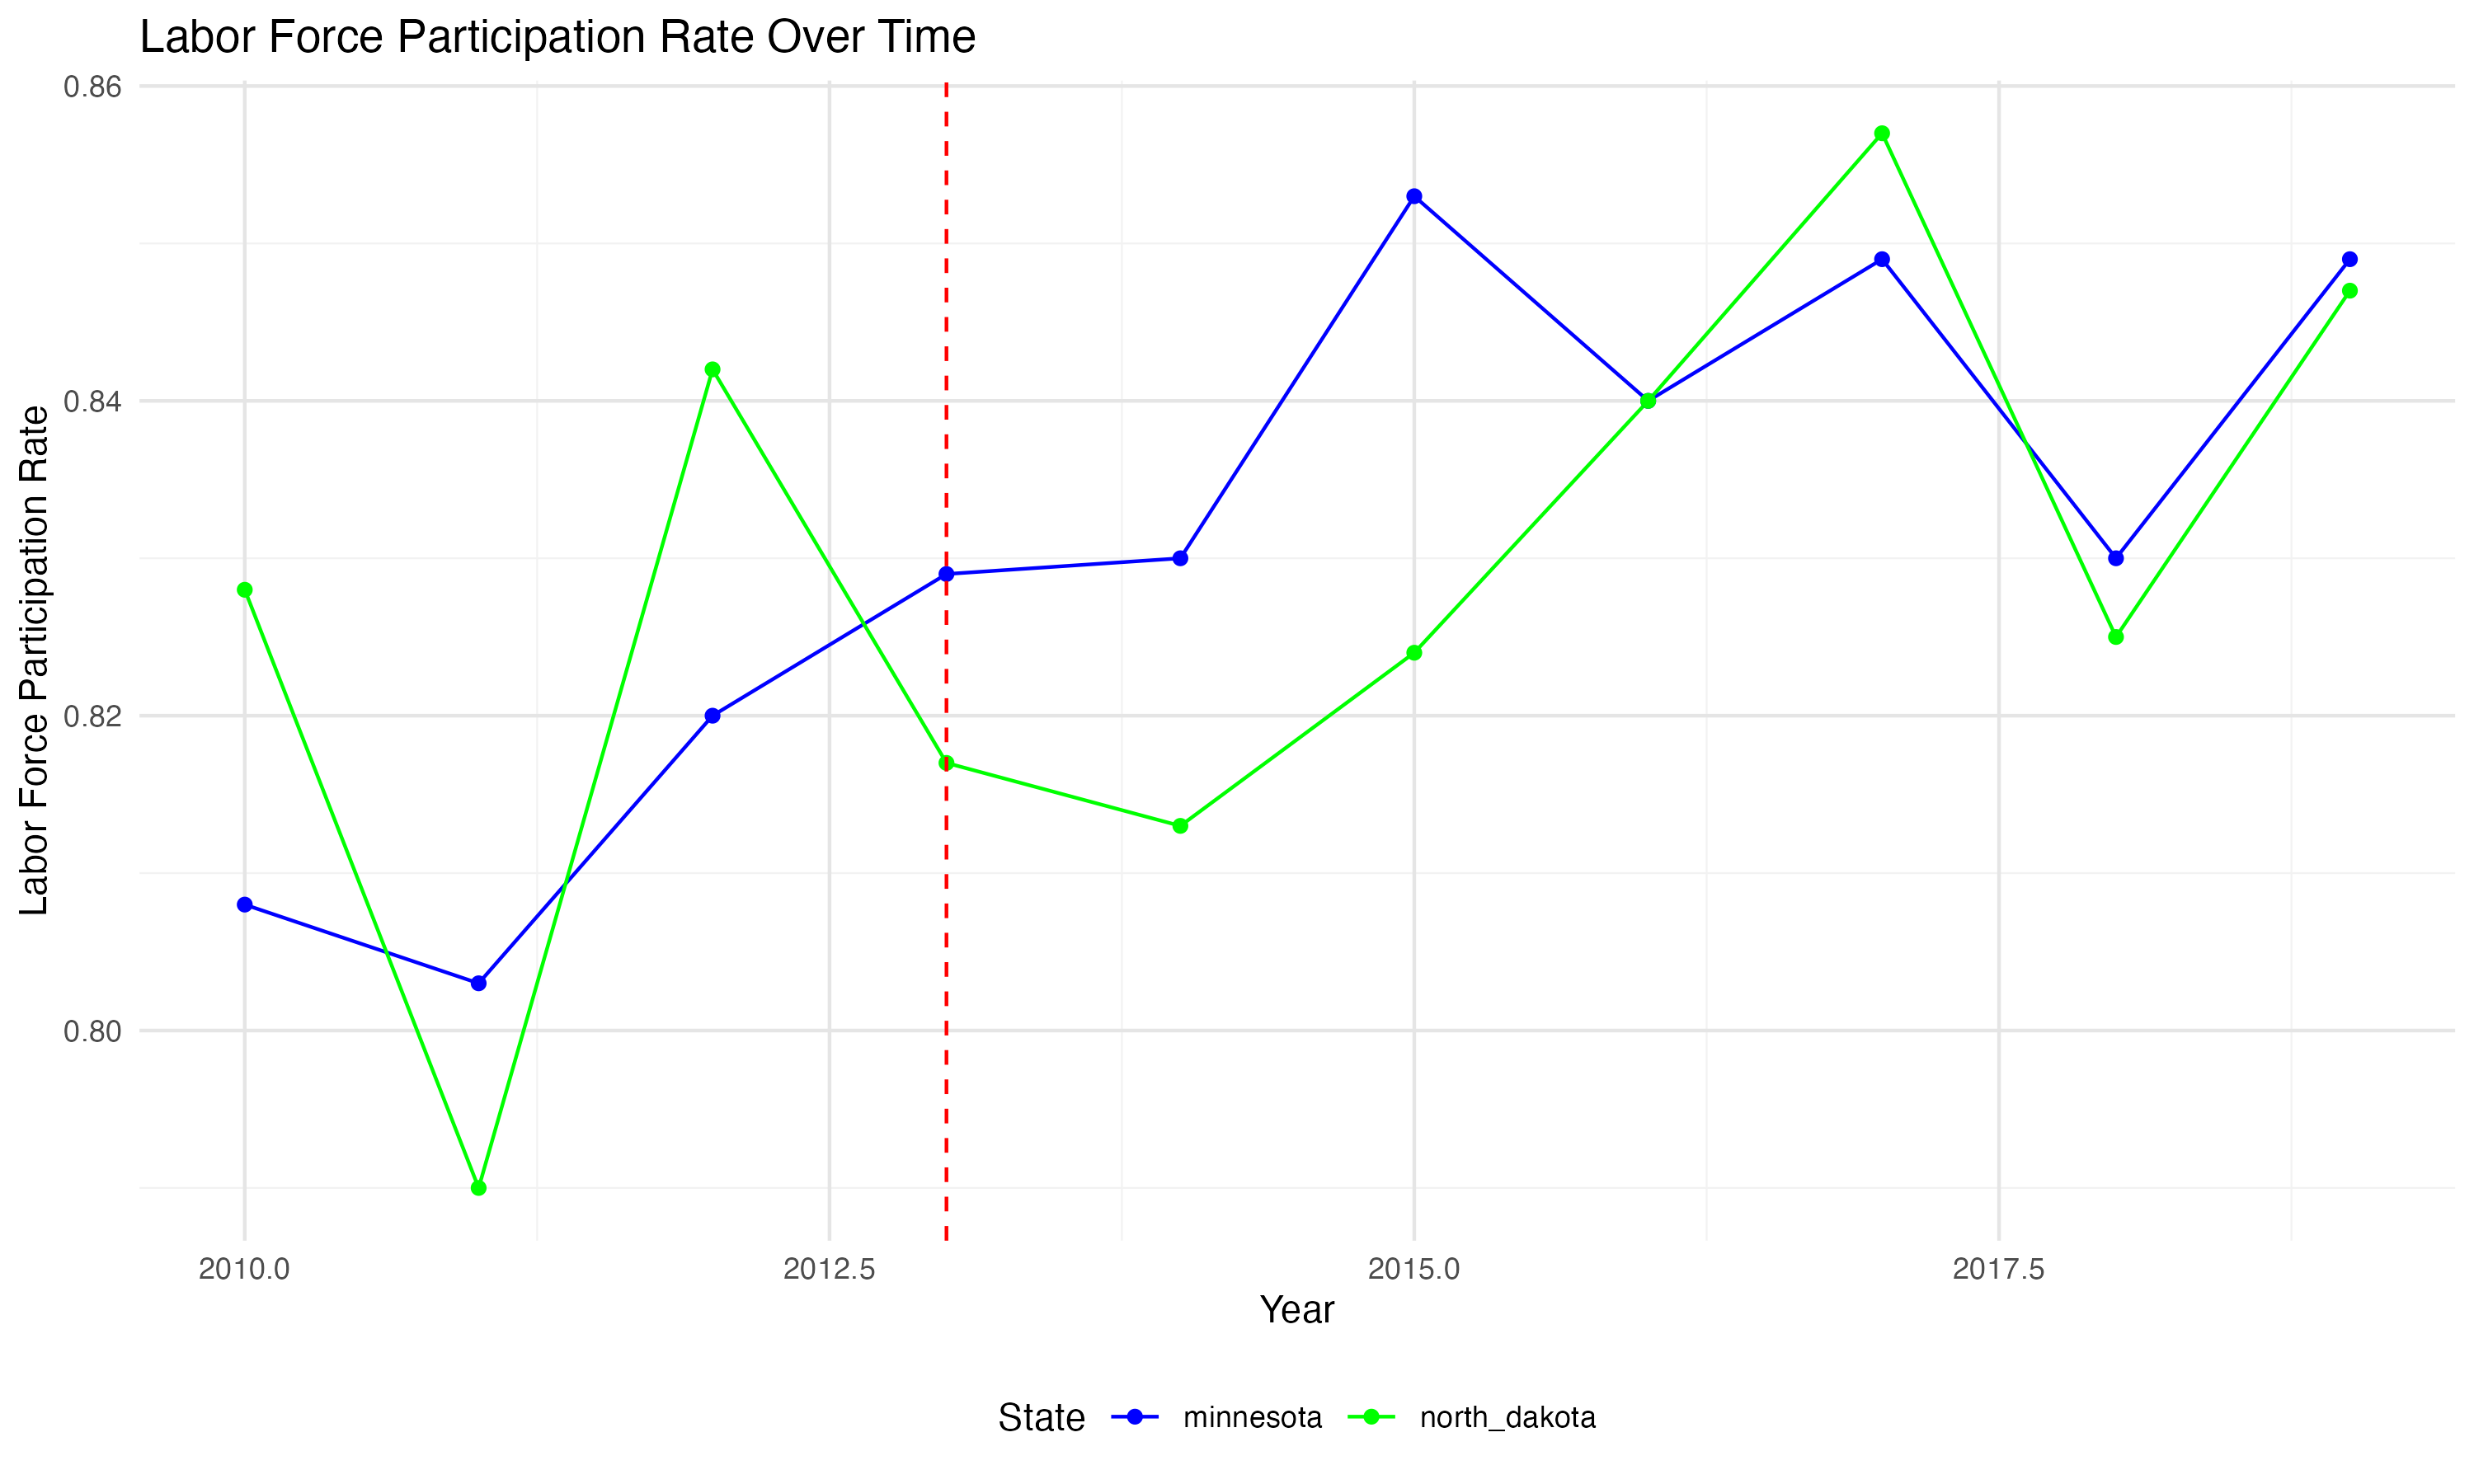 Labor Force Participation Rate Over Time
0.86
0.84
0.82
0.80
Labor Force Participation Rate
2010.0 2012.5 2015.0 2017.5
Year
State minnesota north_dakota